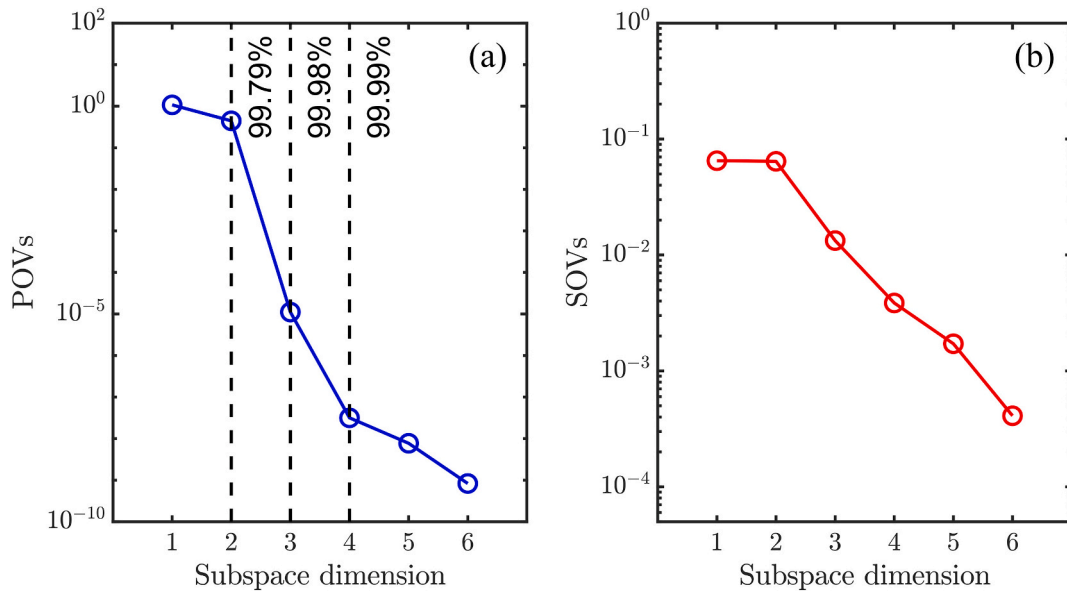 (a)
10^2
10^0
10^-5
10^-10
POVs
99.79%
99.98%
99.99%
1 2 3 4 5 6
Subspace dimension
(b)
10^0
10^-1
10^-2
10^-3
10^-4
SOVs
1 2 3 4 5 6
Subspace dimension